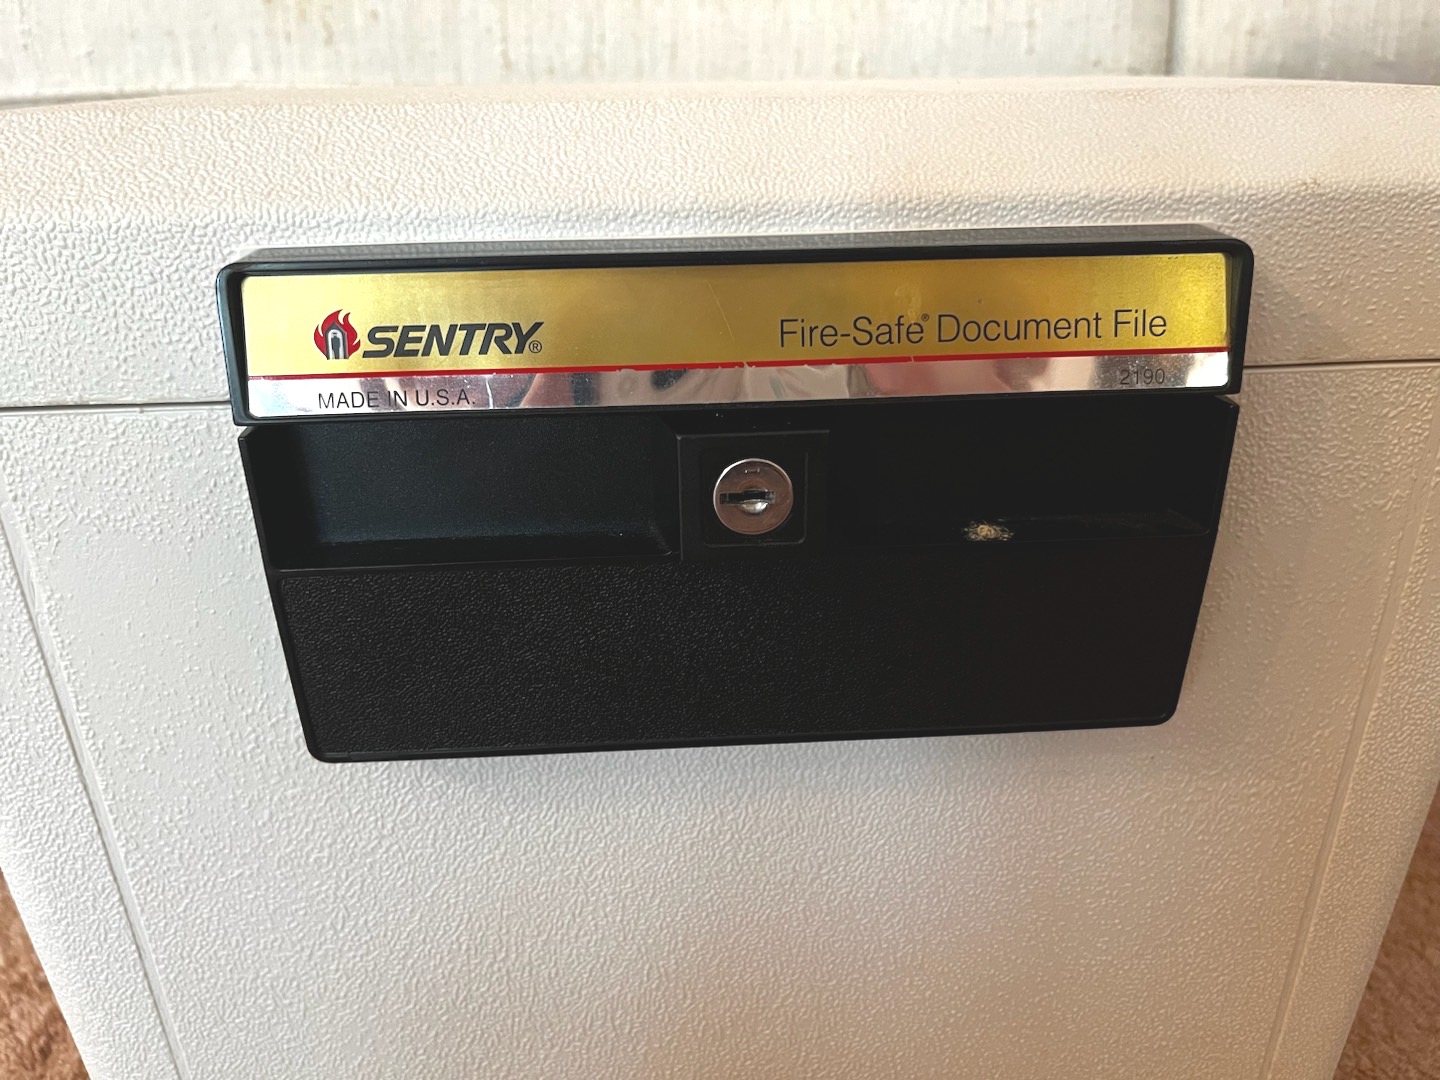 SENTRY®
Fire-Safe® Document File
MADE IN U.S.A.
2190